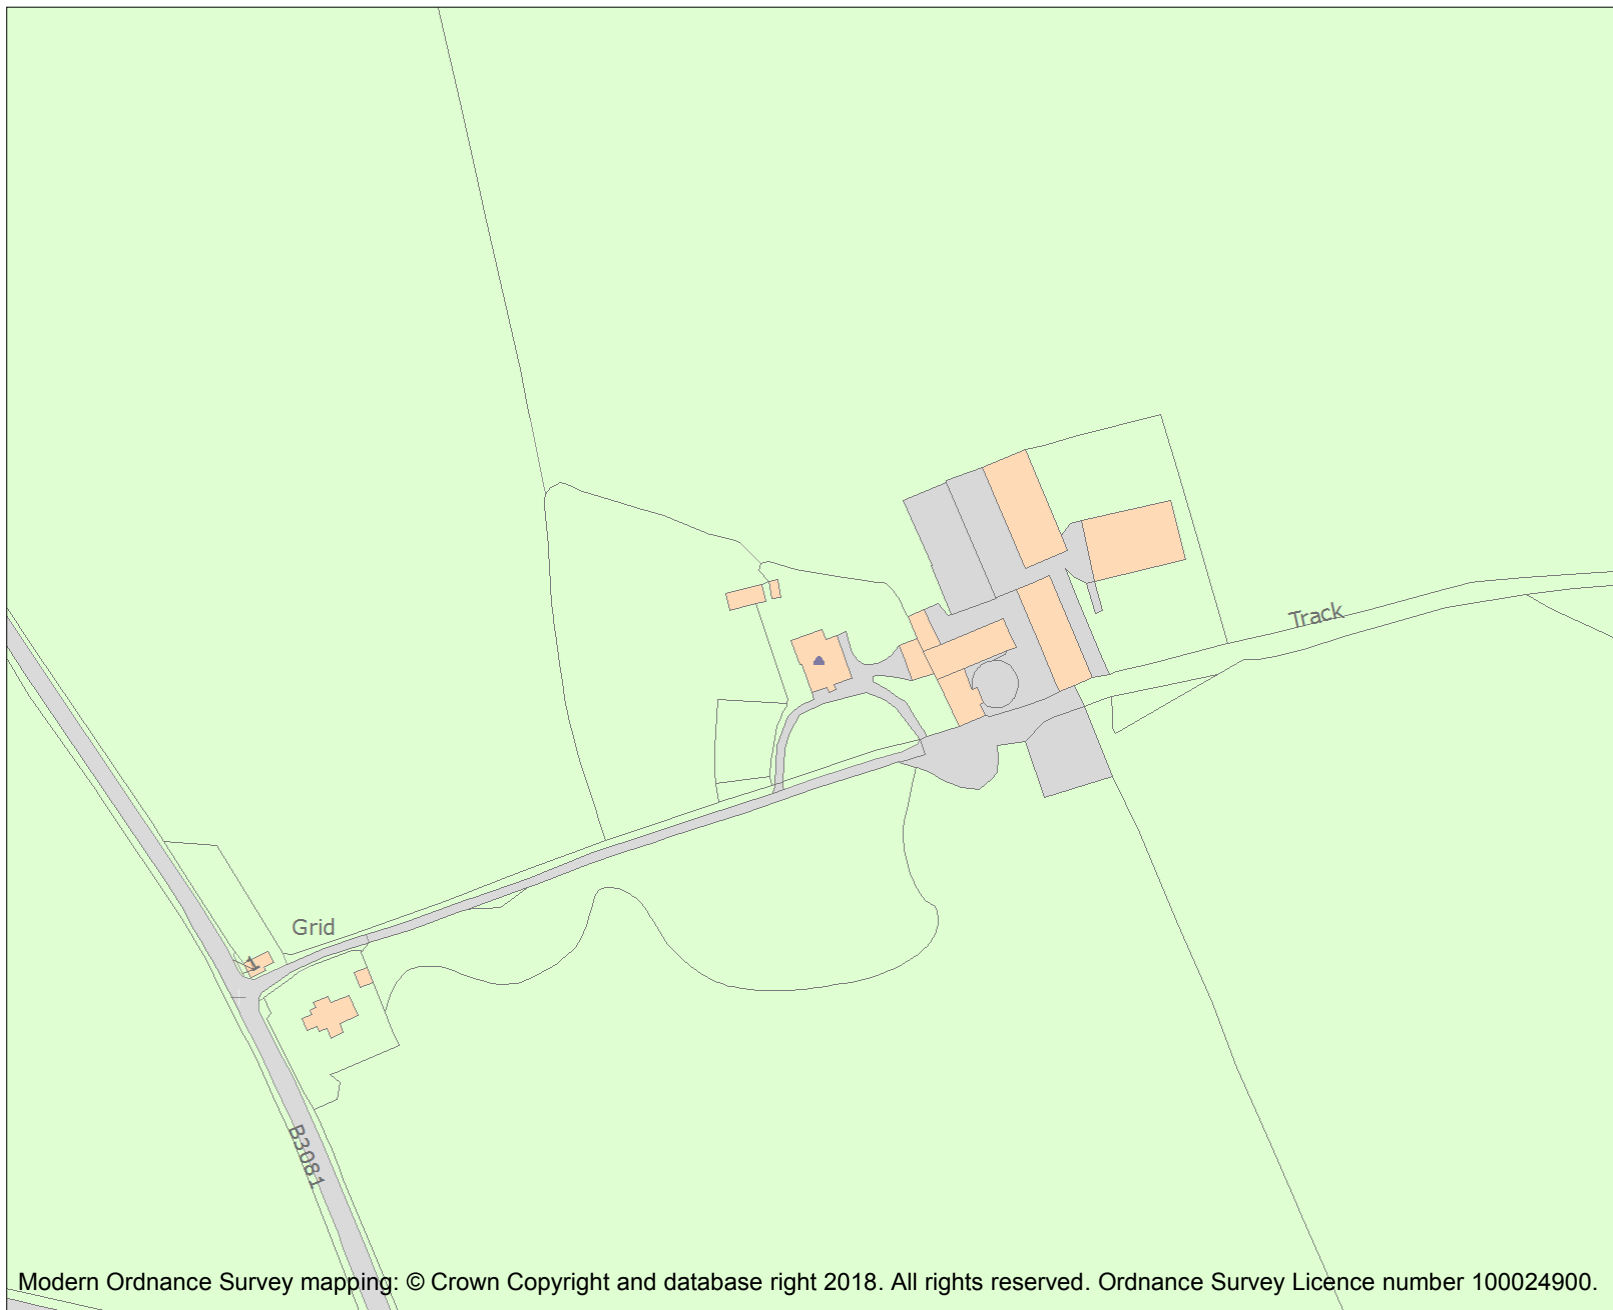 Track
Grid
1
B3081
Modern Ordnance Survey mapping: © Crown Copyright and database right 2018. All rights reserved. Ordnance Survey Licence number 100024900.